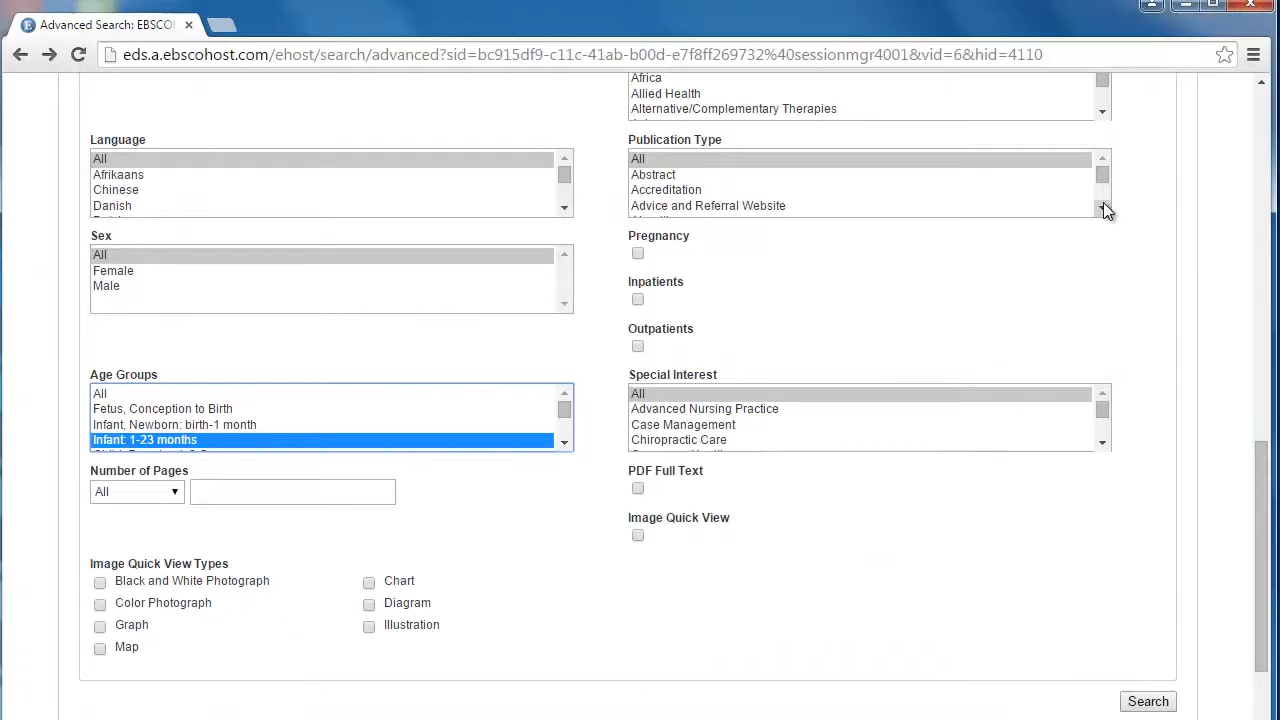 Advanced Search: EBSCO
eds.a.ebscohost.com/ehost/search/advanced?sid=bc915df9-c11c-41ab-b00d-e7f8ff269732%40sessionmgr4001&vid=6&hid=4110
Africa
Allied Health
Alternative/Complementary Therapies
Language
Publication Type
All
Afrikaans
Chinese
Danish
All
Abstract
Accreditation
Advice and Referral Website
Sex
All
Female
Male
Pregnancy
Inpatients
Outpatients
Age Groups
All
Fetus, Conception to Birth
Infant, Newborn: birth-1 month
Infant: 1-23 months
Special Interest
All
Advanced Nursing Practice
Case Management
Chiropractic Care
Number of Pages
All
PDF Full Text
Image Quick View
Image Quick View Types
Black and White Photograph
Chart
Color Photograph
Diagram
Graph
Illustration
Map
Search